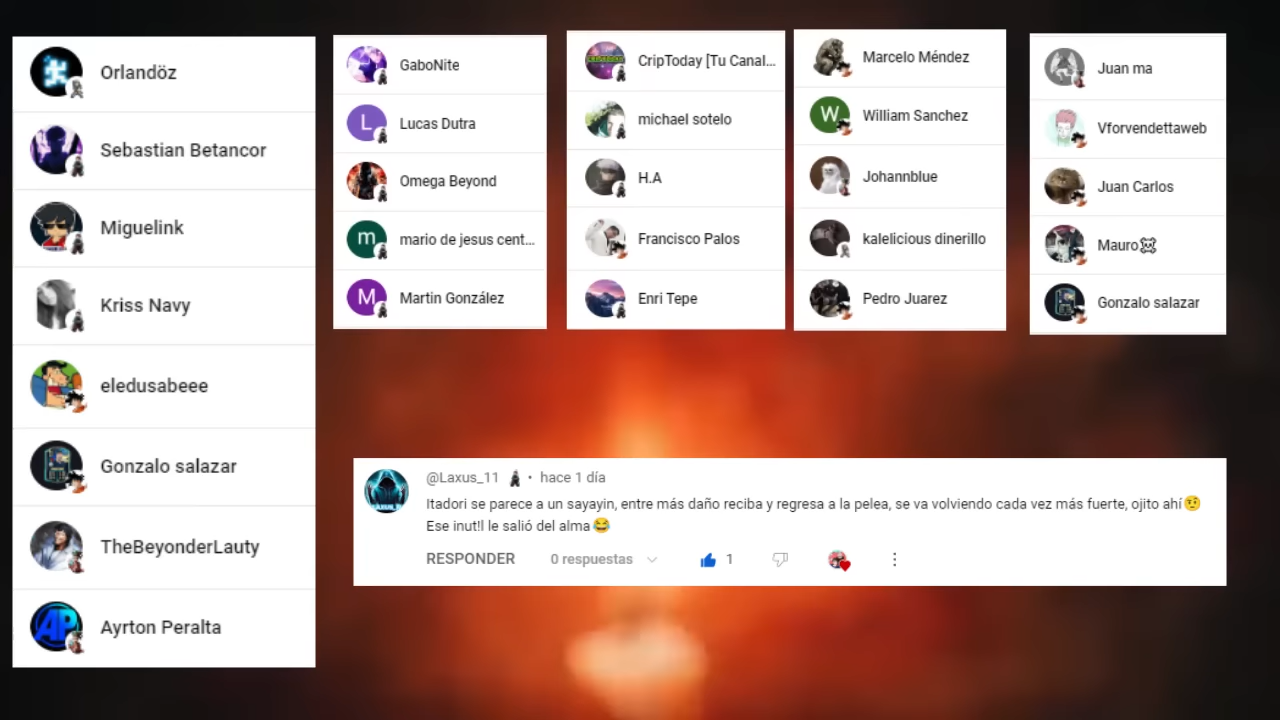 Orlandöz
Sebastian Betancor
Miguelink
Kriss Navy
eledusabeee
Gonzalo salazar
TheBeyonderLauty
AP
Ayrton Peralta
GaboNite
L
Lucas Dutra
Omega Beyond
m
mario de jesus cent...
M
Martin González
CripToday [Tu Canal...
michael sotelo
H.A
Francisco Palos
Enri Tepe
Marcelo Méndez
W
William Sanchez
Johannblue
kalelicious dinerillo
Pedro Juarez
Juan ma
Vforvendettaweb
Juan Carlos
Mauro
Gonzalo salazar
@Laxus_11 • hace 1 día
Itadori se parece a un sayayin, entre más daño reciba y regresa a la pelea, se va volviendo cada vez más fuerte, ojito ahí🤨
Ese inut!l le salió del alma😂
RESPONDER 0 respuestas 1